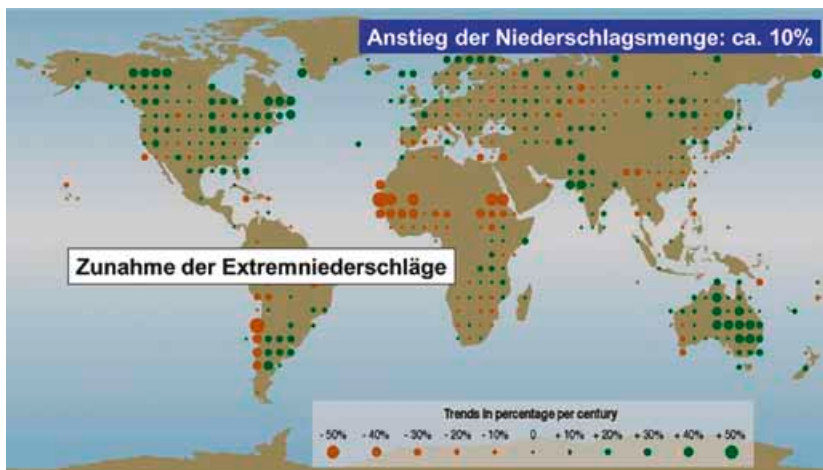 Anstieg der Niederschlagsmenge: ca. 10%
Zunahme der Extremniederschläge
Trends in percentage per century
- 50% - 40% - 30% - 20% - 10% 0 + 10% + 20% + 30% + 40% + 50%